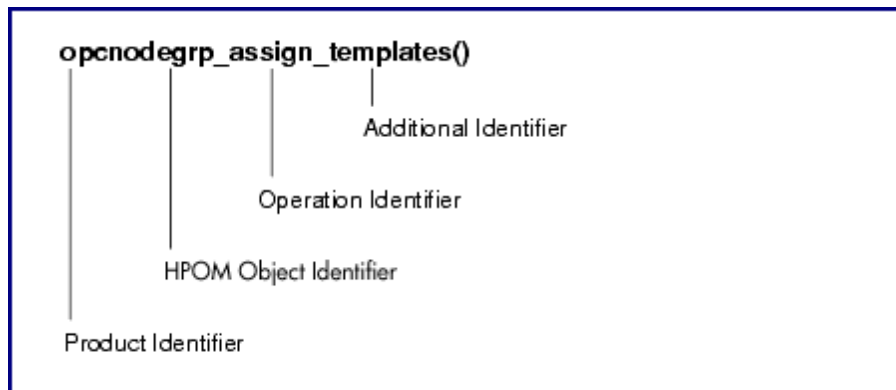 opcnodegrp_assign_templates()
Additional Identifier
Operation Identifier
HPOM Object Identifier
Product Identifier